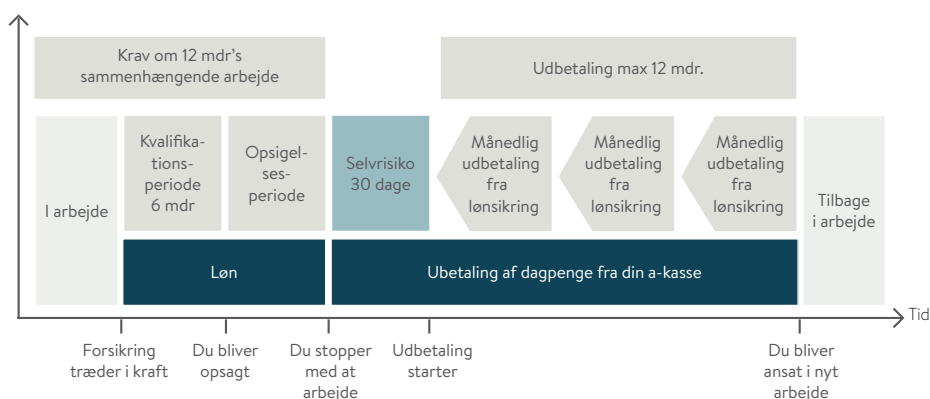 Krav om 12 mdr's
sammenhængende arbejde
Udbetaling max 12 mdr.
I arbejde
Kvalifika-
tions-
periode
6 mdr
Opsigel-
ses-
periode
Selvrisiko
30 dage
Månedlig
udbetaling
fra
lønsikring
Månedlig
udbetaling
fra
lønsikring
Månedlig
udbetaling
fra
lønsikring
Tilbage
i arbejde
Løn
Ubetaling af dagpenge fra din a-kasse
Tid
Forsikring
træder i kraft
Du bliver
opsagt
Du stopper
med at
arbejde
Udbetaling
starter
Du bliver
ansat i nyt
arbejde